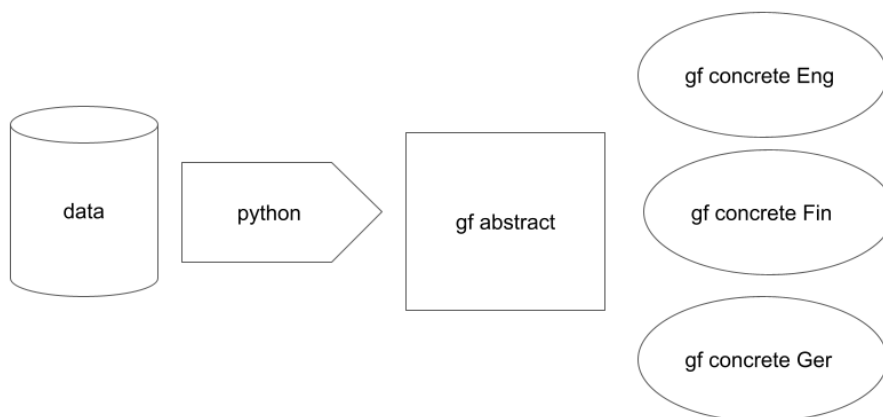 data
python
gf abstract
gf concrete Eng
gf concrete Fin
gf concrete Ger